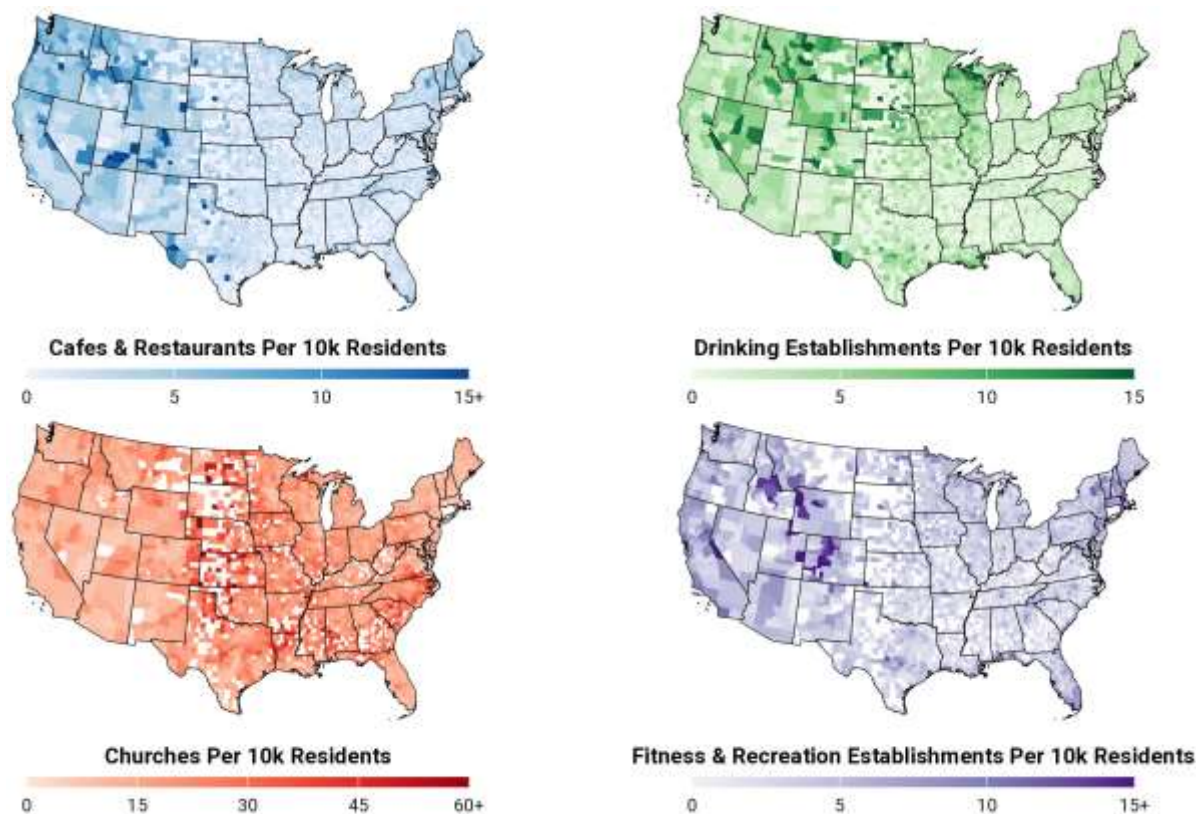 Cafes & Restaurants Per 10k Residents
0 5 10 15+
Drinking Establishments Per 10k Residents
0 5 10 15
Churches Per 10k Residents
0 15 30 45 60+
Fitness & Recreation Establishments Per 10k Residents
0 5 10 15+